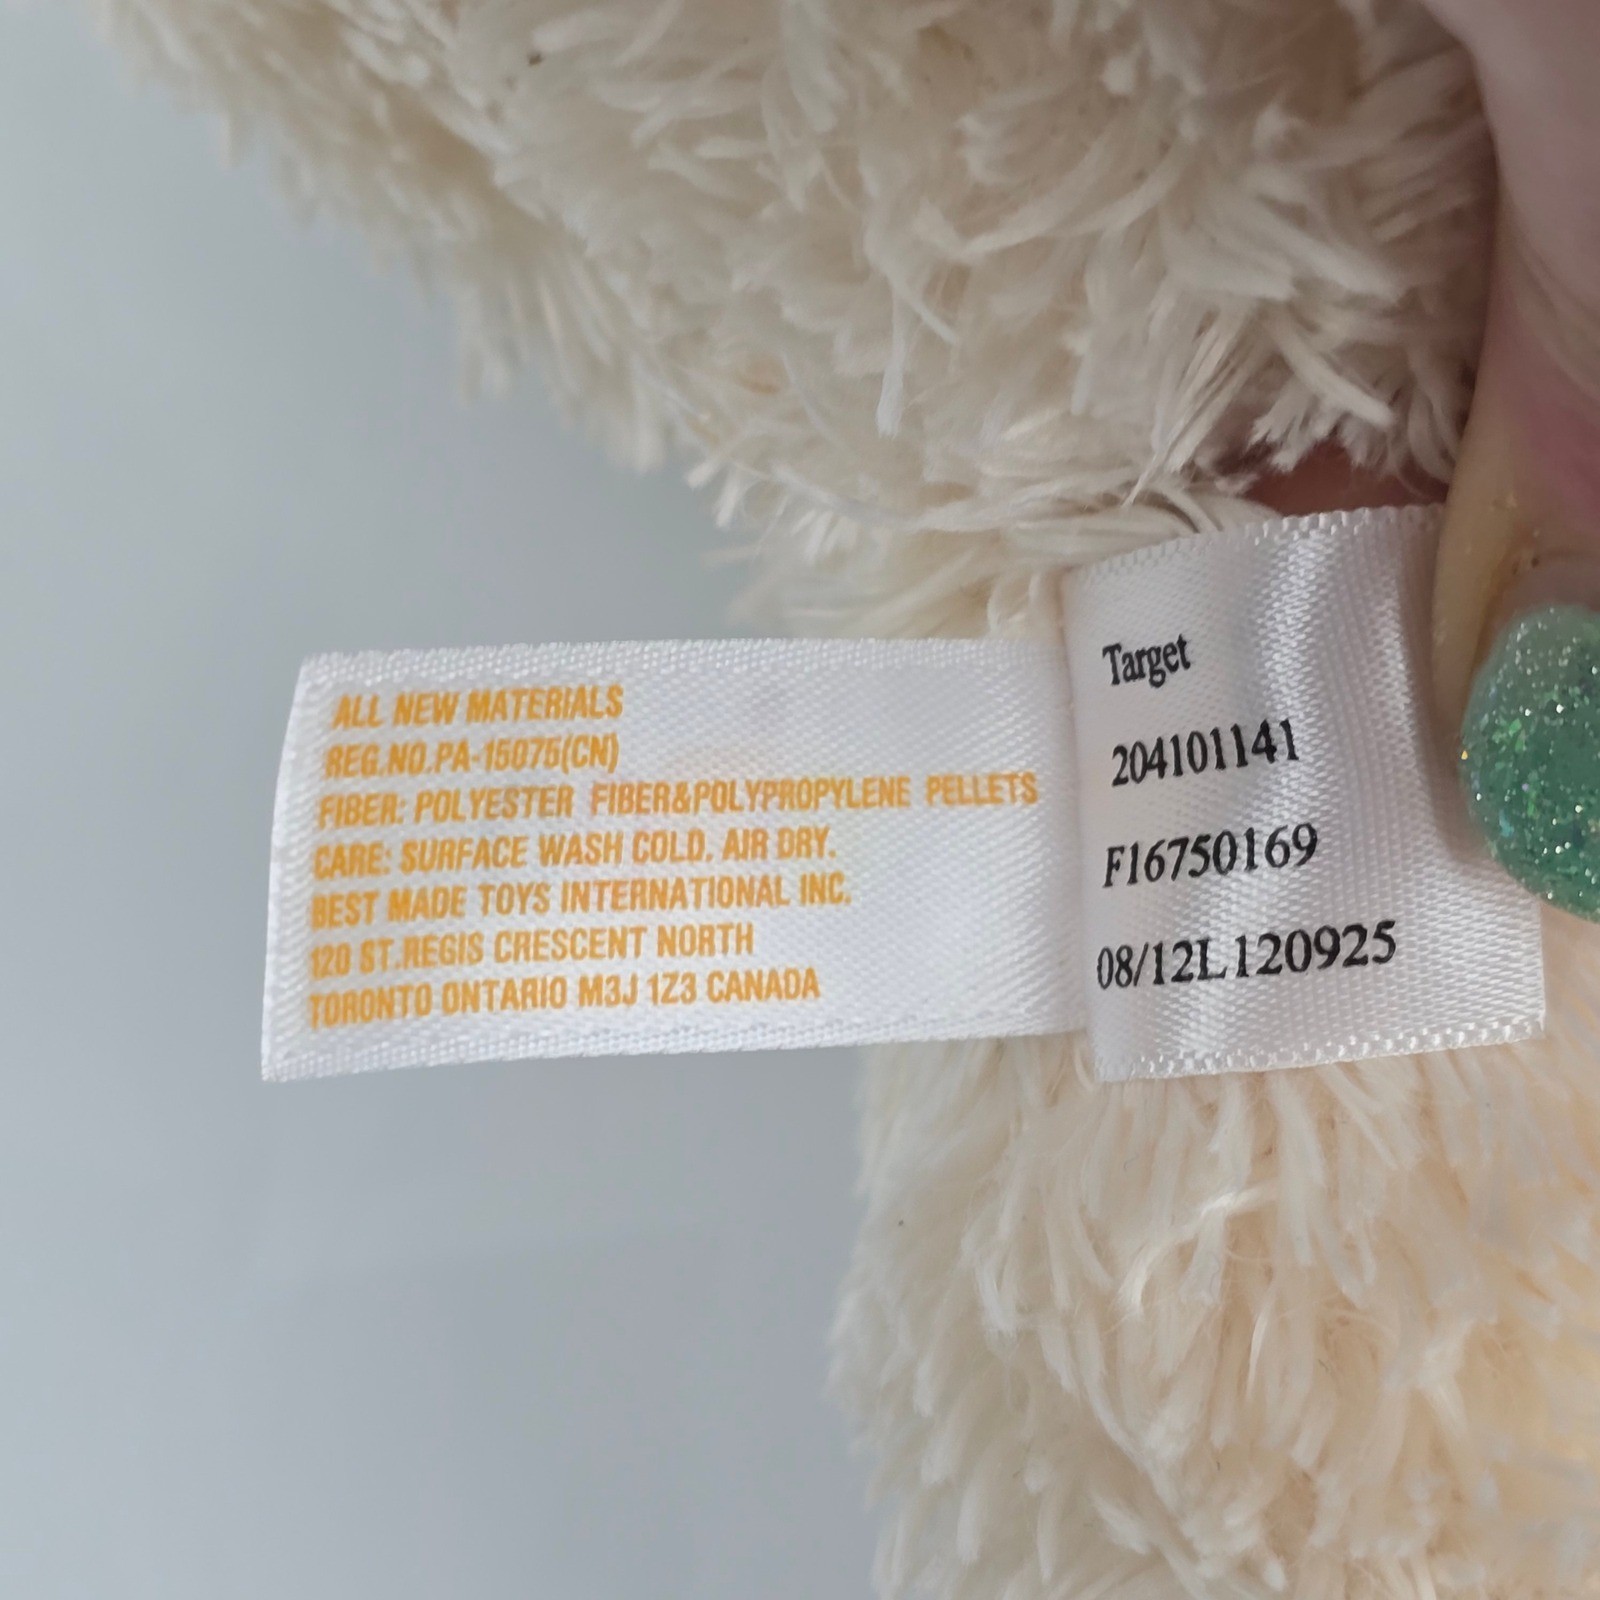 ALL NEW MATERIALS
REG.NO.PA-15075(CN)
FIBER: POLYESTER FIBER&POLYPROPYLENE PELLETS
CARE: SURFACE WASH COLD. AIR DRY.
BEST MADE TOYS INTERNATIONAL INC.
120 ST.REGIS CRESCENT NORTH
TORONTO ONTARIO M3J 1Z3 CANADA
Target
204101141
F16750169
08/12L120925